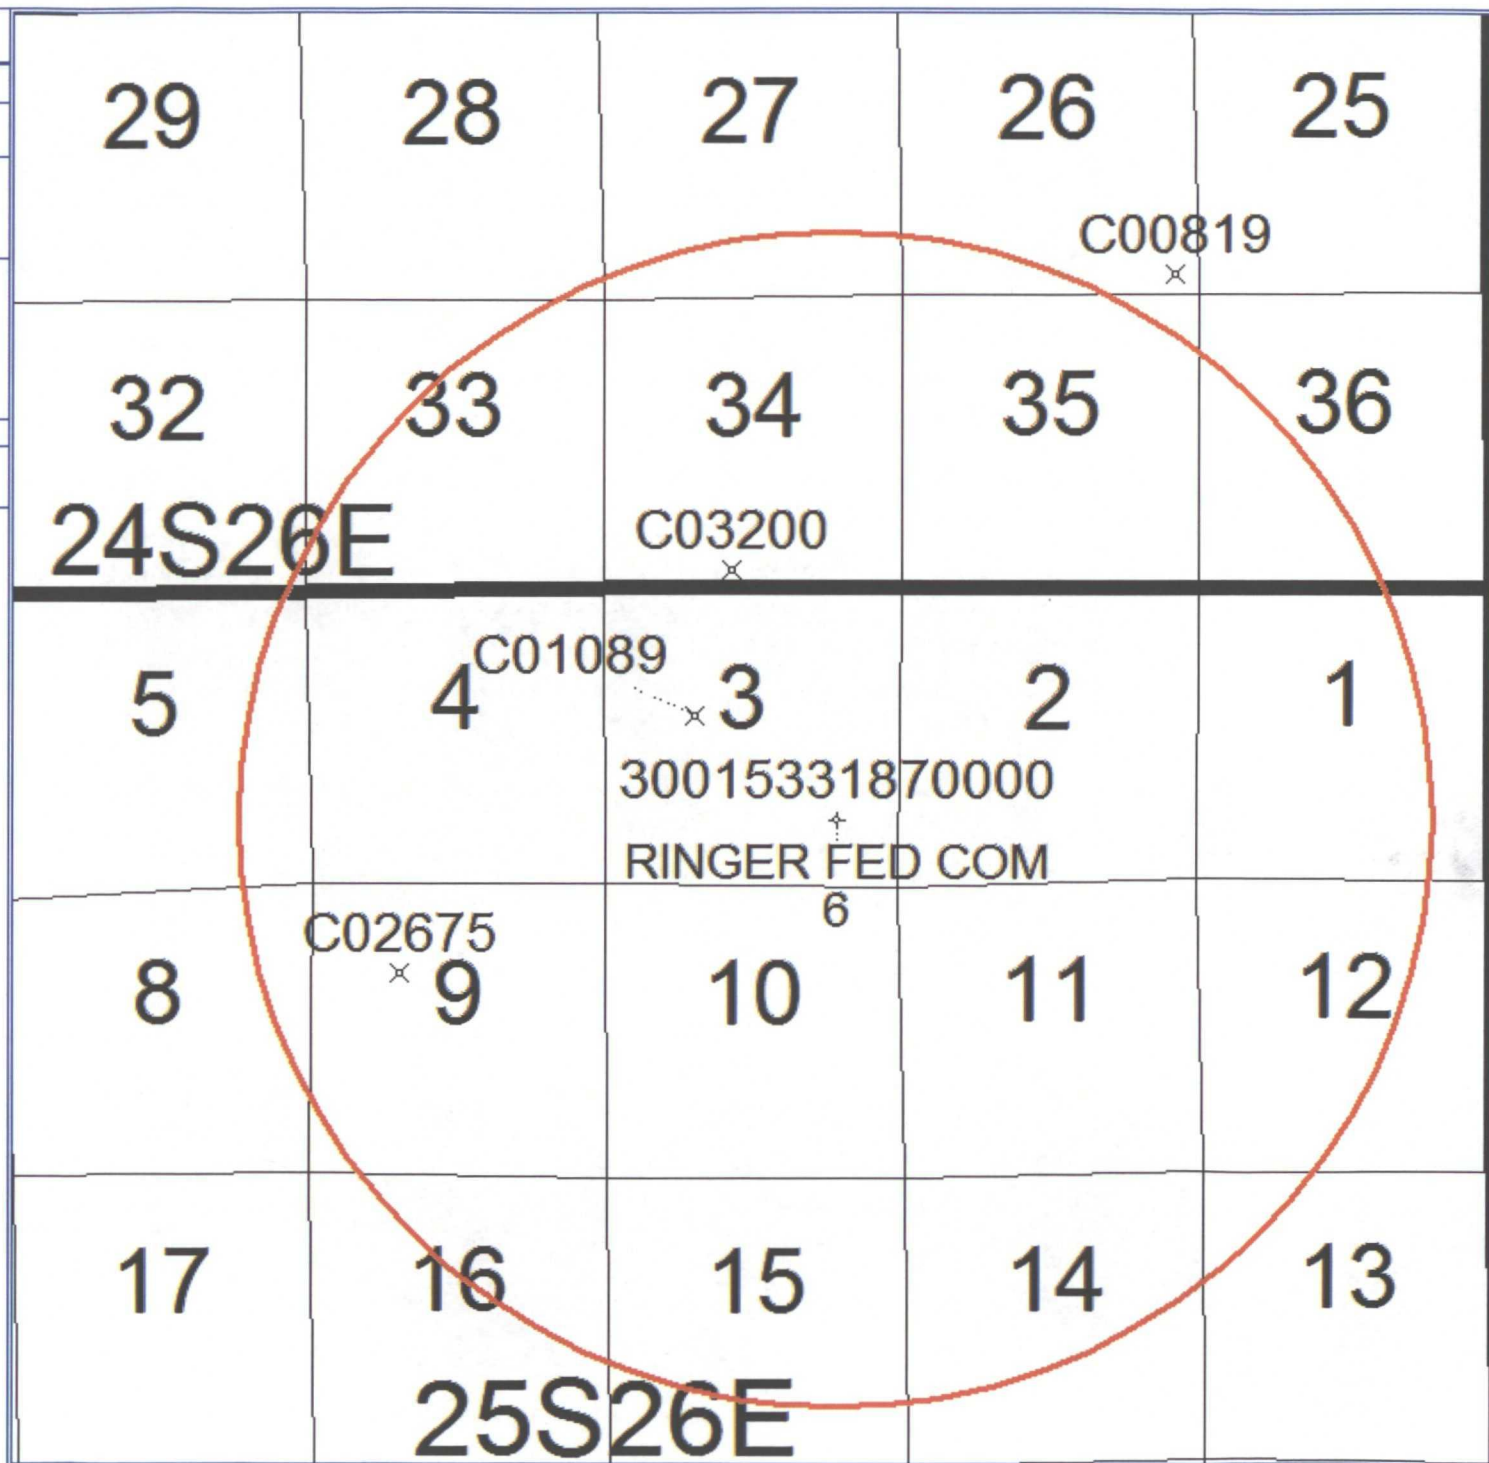 29 28 27 26 25
C00819
32 33 34 35 36
24S26E
C03200
C01089
5 4 3 2 1
30015331870000
RINGER FED COM
6
C02675
8 9 10 11 12
17 16 15 14 13
25S26E